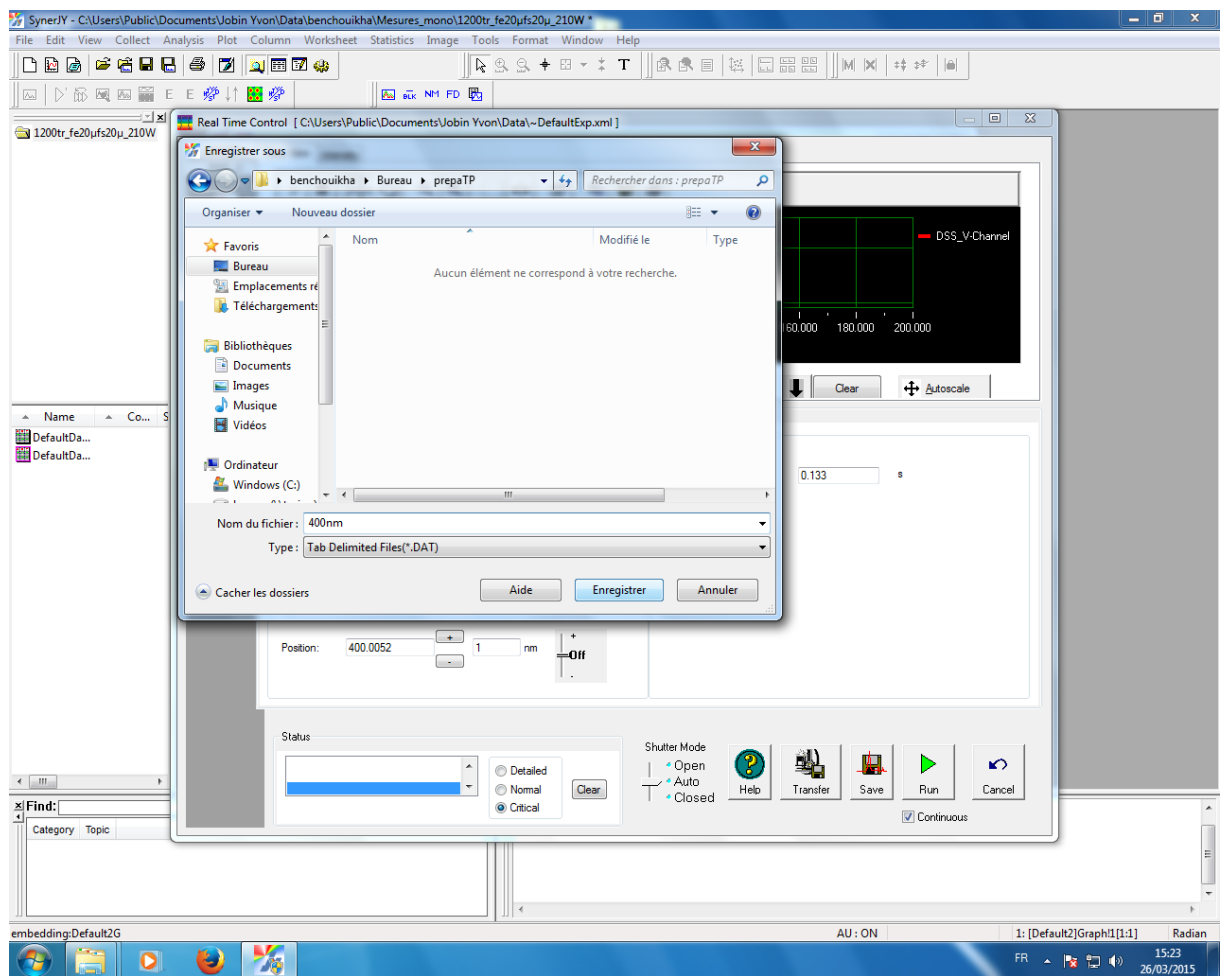 SynerJY - C:\Users\Public\Documents\Jobin Yvon\Data\benchouikha\Mesures_mono\1200tr_fe20µfs20µ_210W *
File Edit View Collect Analysis Plot Column Worksheet Statistics Image Tools Format Window Help
T
E E BLK NM FD
1200tr_fe20µfs20µ_210W
Real Time Control [ C:\Users\Public\Documents\Jobin Yvon\Data\~DefaultExp.xml ]
Enregistrer sous
benchouikha Bureau prepaTP
Rechercher dans : prepaTP
Organiser Nouveau dossier
Nom Modifié le Type
Aucun élément ne correspond à votre recherche.
Favoris
Bureau
Emplacements ré
Téléchargements
Bibliothèques
Documents
Images
Musique
Vidéos
Ordinateur
Windows (C:)
Nom du fichier : 400nm
Type : Tab Delimited Files(*.DAT)
Cacher les dossiers
Aide Enregistrer Annuler
DSS_V-Channel
160.000 180.000 200.000
Clear Autoscale
0.133 s
Name Co... S
DefaultDa...
DefaultDa...
Position: 400.0052 + - 1 nm + Off -
Status
Detailed
Normal
Critical
Clear
Shutter Mode
Open
Auto
Closed
Help Transfer Save Run Cancel
Continuous
Find:
Category Topic
embedding:Default2G
AU : ON
1: [Default2]Graph!1[1:1] Radian
FR
15:23
26/03/2015